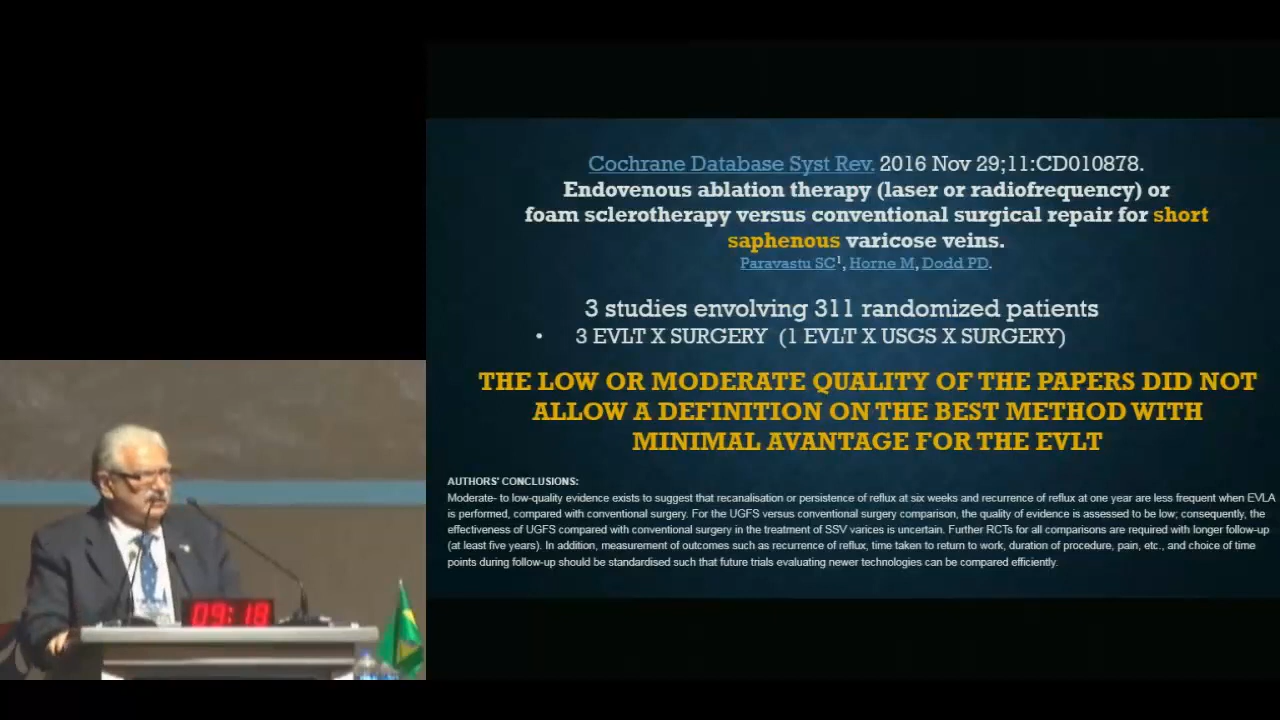 Cochrane Database Syst Rev. 2016 Nov 29;11:CD010878.
Endovenous ablation therapy (laser or radiofrequency) or
foam sclerotherapy versus conventional surgical repair for short
saphenous varicose veins.
Paravastu SC1, Horne M, Dodd PD.
3 studies envolving 311 randomized patients
• 3 EVLT X SURGERY (1 EVLT X USGS X SURGERY)
THE LOW OR MODERATE QUALITY OF THE PAPERS DID NOT
ALLOW A DEFINITION ON THE BEST METHOD WITH
MINIMAL AVANTAGE FOR THE EVLT
AUTHORS' CONCLUSIONS:
Moderate- to low-quality evidence exists to suggest that recanalisation or persistence of reflux at six weeks and recurrence of reflux at one year are less frequent when EVLA
is performed, compared with conventional surgery. For the UGFS versus conventional surgery comparison, the quality of evidence is assessed to be low; consequently, the
effectiveness of UGFS compared with conventional surgery in the treatment of SSV varices is uncertain. Further RCTs for all comparisons are required with longer follow-up
(at least five years). In addition, measurement of outcomes such as recurrence of reflux, time taken to return to work, duration of procedure, pain, etc., and choice of time
points during follow-up should be standardised such that future trials evaluating newer technologies can be compared efficiently.
09:18